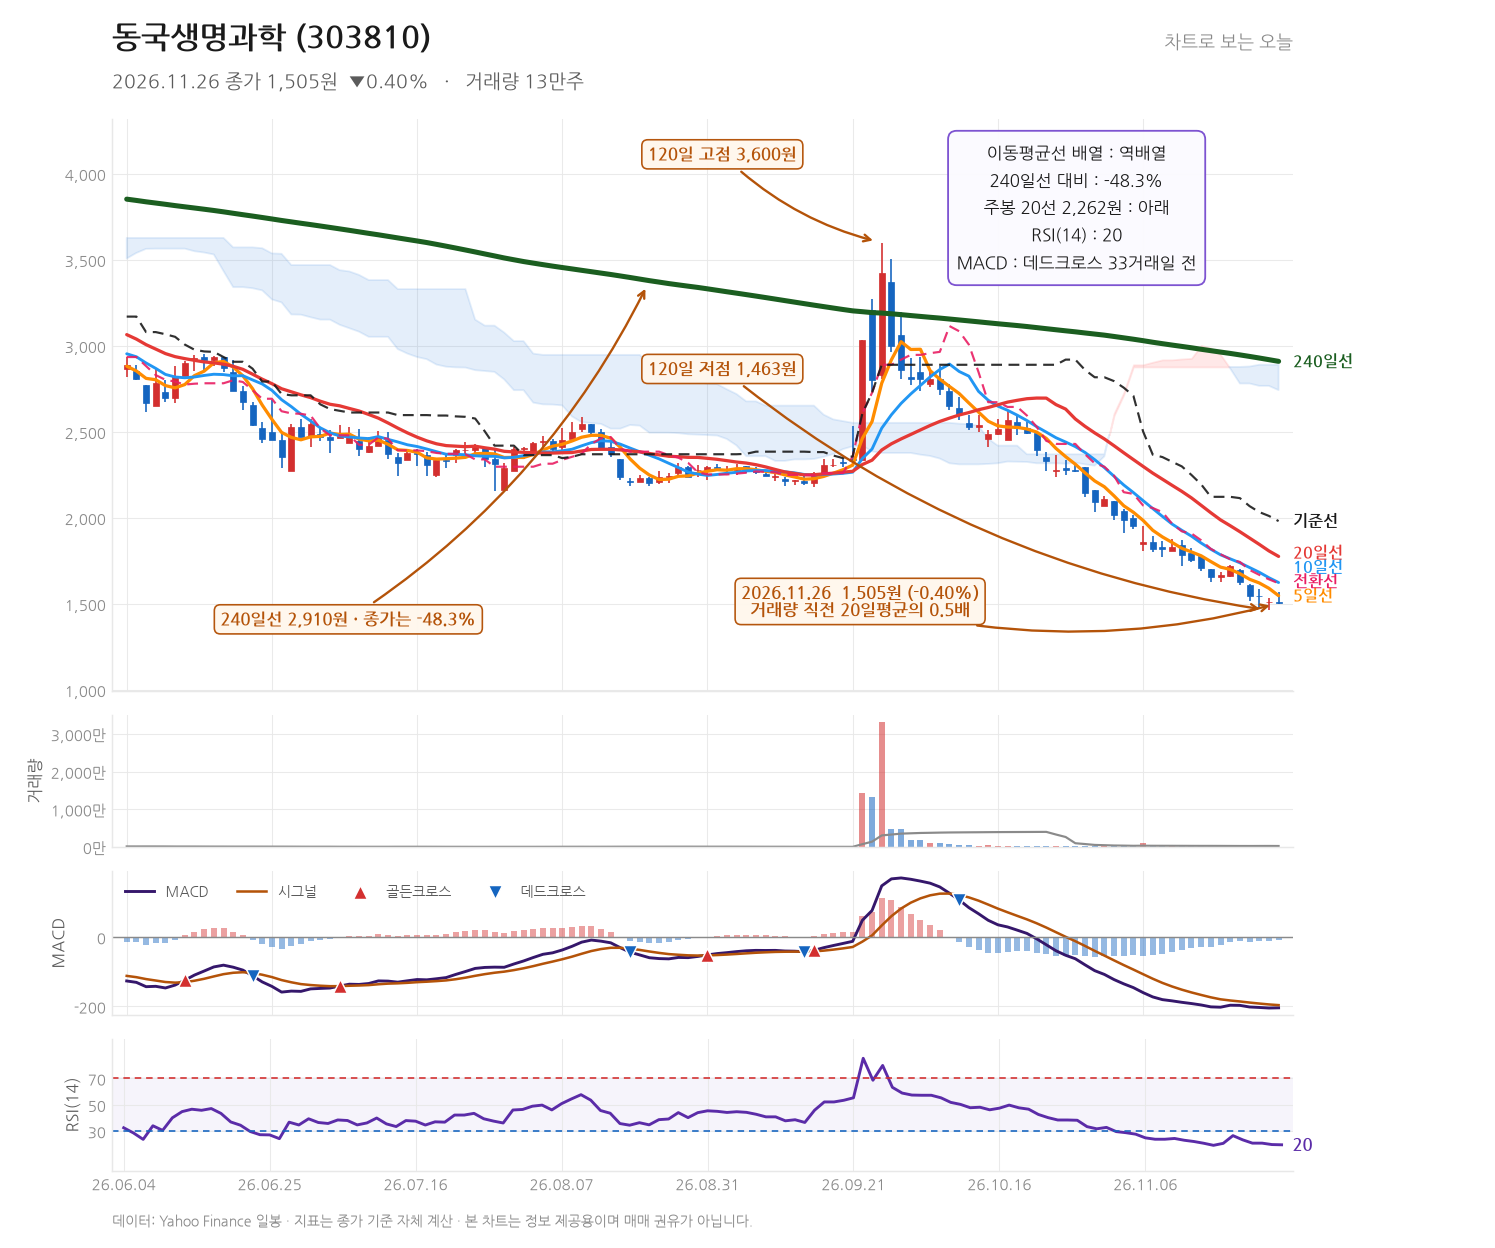 동국생명과학 (303810)
차트로 보는 오늘
2026.11.26 종가 1,505원 ▼0.40% · 거래량 13만주
120일 고점 3,600원
이동평균선 배열 : 역배열
240일선 대비 : -48.3%
주봉 20선 2,262원 : 아래
RSI(14) : 20
MACD : 데드크로스 33거래일 전
4,000
3,500
3,000
2,500
2,000
1,500
1,000
120일 저점 1,463원
240일선
기준선
20일선
10일선
전환선
5일선
2026.11.26 1,505원 (-0.40%)
거래량 직전 20일평균의 0.5배
240일선 2,910원 · 종가는 -48.3%
거래량
3,000만
2,000만
1,000만
0만
MACD
MACD
시그널
골든크로스
데드크로스
0
-200
RSI(14)
70
50
30
20
26.06.04
26.06.25
26.07.16
26.08.07
26.08.31
26.09.21
26.10.16
26.11.06
데이터: Yahoo Finance 일봉 · 지표는 종가 기준 자체 계산 · 본 차트는 정보 제공용이며 매매 권유가 아닙니다.